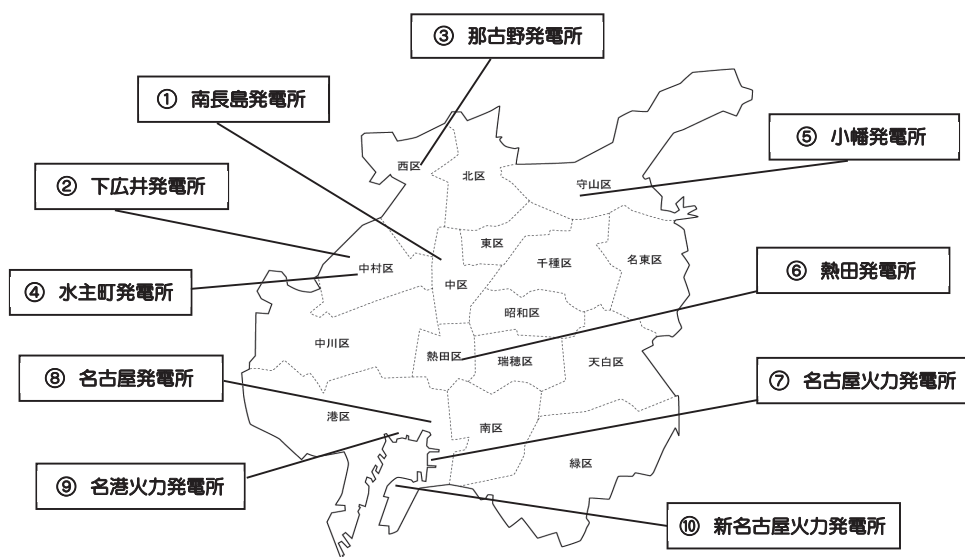 ③ 那古野発電所
① 南長島発電所
⑤ 小幡発電所
② 下広井発電所
西区
北区
守山区
東区
千種区
名東区
中村区
中区
④ 水主町発電所
⑥ 熱田発電所
昭和区
中川区
熱田区
瑞穂区
天白区
⑧ 名古屋発電所
⑦ 名古屋火力発電所
港区
南区
緑区
⑨ 名港火力発電所
⑩ 新名古屋火力発電所